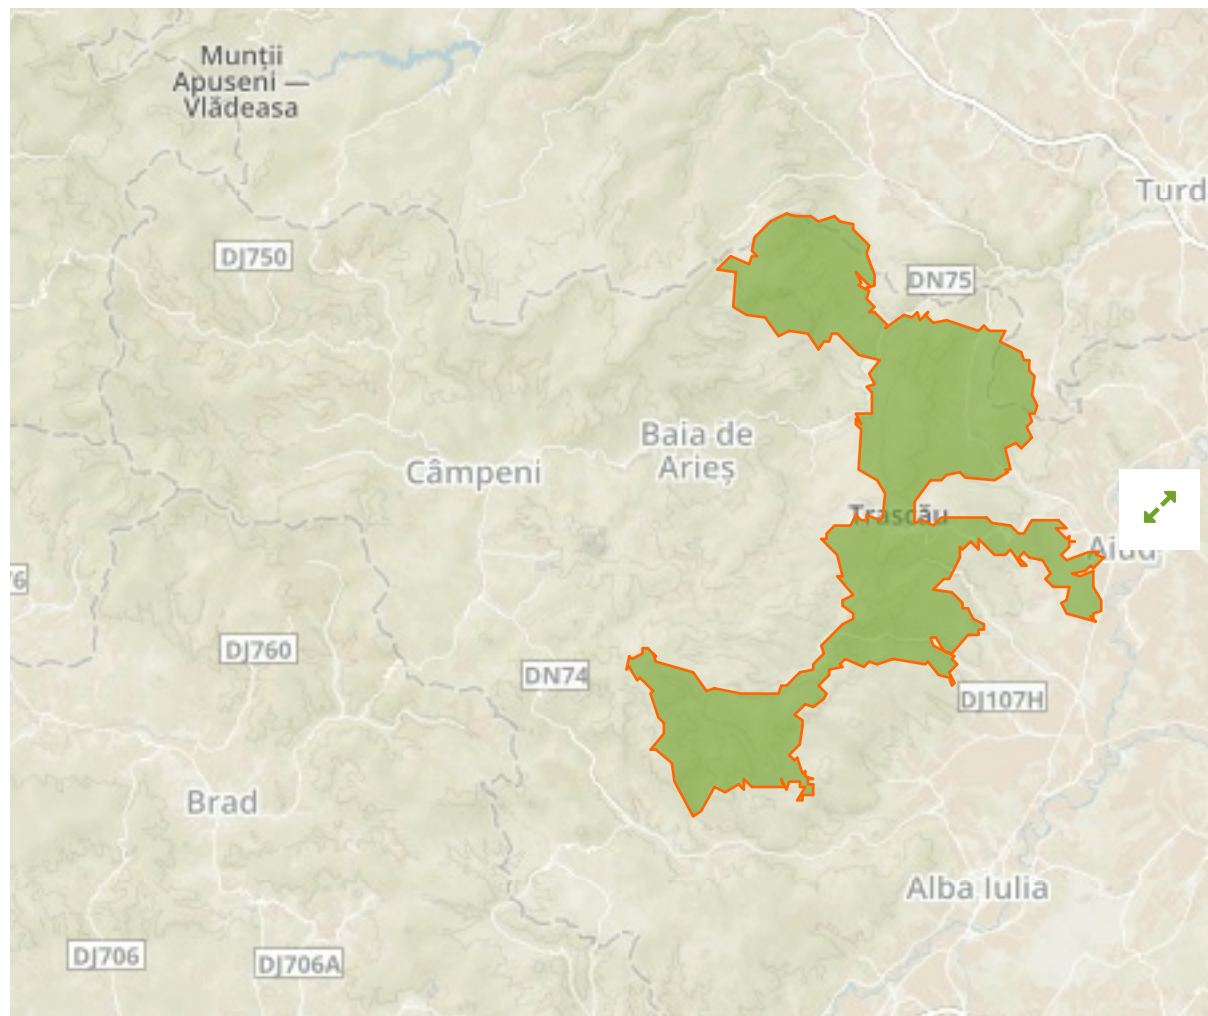 Munții
Apuseni —
Vlădeasa
Turd
DJ750
DN75
Baia de
Arieș
Câmpeni
Trascău
Aiud
76
DJ760
DN74
DJ107H
Brad
Alba Iulia
DJ706
DJ706A